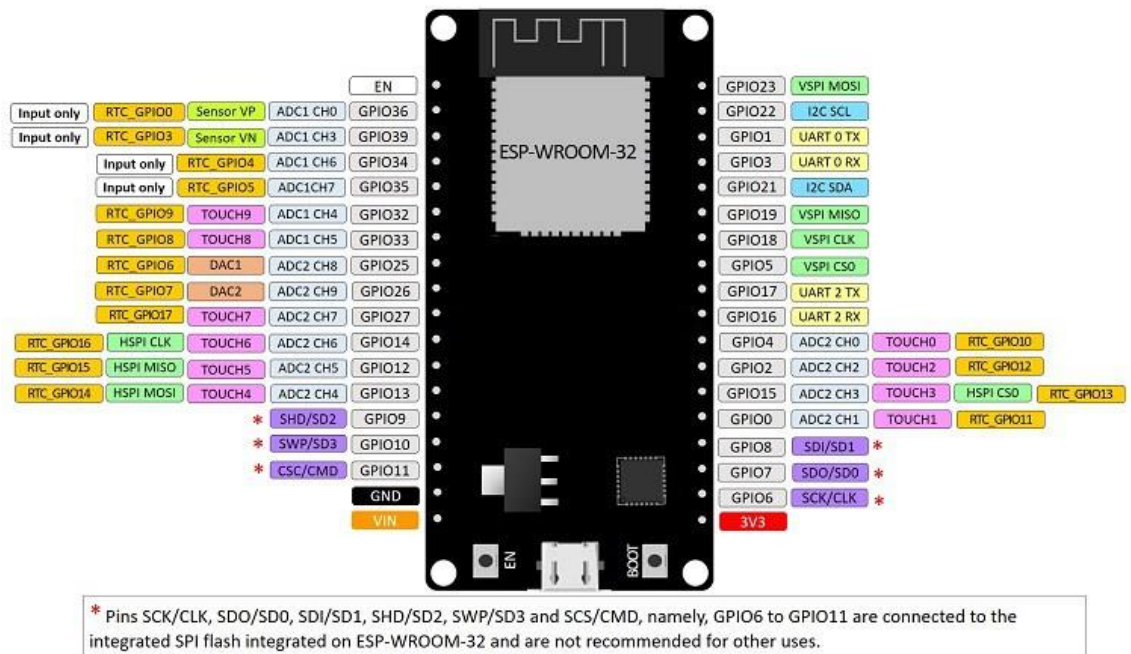 EN
Input only RTC_GPIO0 Sensor VP ADC1 CH0 GPIO36
Input only RTC_GPIO3 Sensor VN ADC1 CH3 GPIO39
Input only RTC_GPIO4 ADC1 CH6 GPIO34
Input only RTC_GPIO5 ADC1CH7 GPIO35
RTC_GPIO9 TOUCH9 ADC1 CH4 GPIO32
RTC_GPIO8 TOUCH8 ADC1 CH5 GPIO33
RTC_GPIO6 DAC1 ADC2 CH8 GPIO25
RTC_GPIO7 DAC2 ADC2 CH9 GPIO26
RTC_GPIO17 TOUCH7 ADC2 CH7 GPIO27
RTC_GPIO16 HSPI CLK TOUCH6 ADC2 CH6 GPIO14
RTC_GPIO15 HSPI MISO TOUCH5 ADC2 CH5 GPIO12
RTC_GPIO14 HSPI MOSI TOUCH4 ADC2 CH4 GPIO13
* SHD/SD2 GPIO9
* SWP/SD3 GPIO10
* CSC/CMD GPIO11
GND
VIN
ESP-WROOM-32
EN
BOOT
GPIO23 VSPI MOSI
GPIO22 I2C SCL
GPIO1 UART 0 TX
GPIO3 UART 0 RX
GPIO21 I2C SDA
GPIO19 VSPI MISO
GPIO18 VSPI CLK
GPIO5 VSPI CS0
GPIO17 UART 2 TX
GPIO16 UART 2 RX
GPIO4 ADC2 CH0 TOUCH0 RTC_GPIO10
GPIO2 ADC2 CH2 TOUCH2 RTC_GPIO12
GPIO15 ADC2 CH3 TOUCH3 HSPI CS0 RTC_GPIO13
GPIO0 ADC2 CH1 TOUCH1 RTC_GPIO11
GPIO8 SDI/SD1 *
GPIO7 SDO/SD0 *
GPIO6 SCK/CLK *
3V3
* Pins SCK/CLK, SDO/SD0, SDI/SD1, SHD/SD2, SWP/SD3 and SCS/CMD, namely, GPIO6 to GPIO11 are connected to the
integrated SPI flash integrated on ESP-WROOM-32 and are not recommended for other uses.